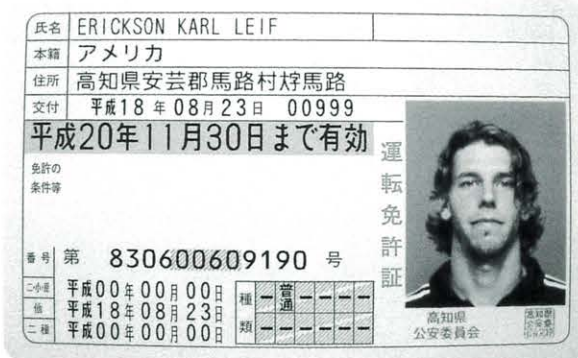 氏名 ERICKSON KARL LEIF
本籍 アメリカ
住所 高知県安芸郡馬路村
馬路
交付 平成18年08月23日 00999
平成20年11月30日まで有効
免許の
条件等
運転免許証
番号 第 830600609190 号
平成00年00月00日
他 平成18年08月23日
二種 平成00年00月00日
種類 － 普通 － － － －
－ － － － － －
高知県
公安委員会